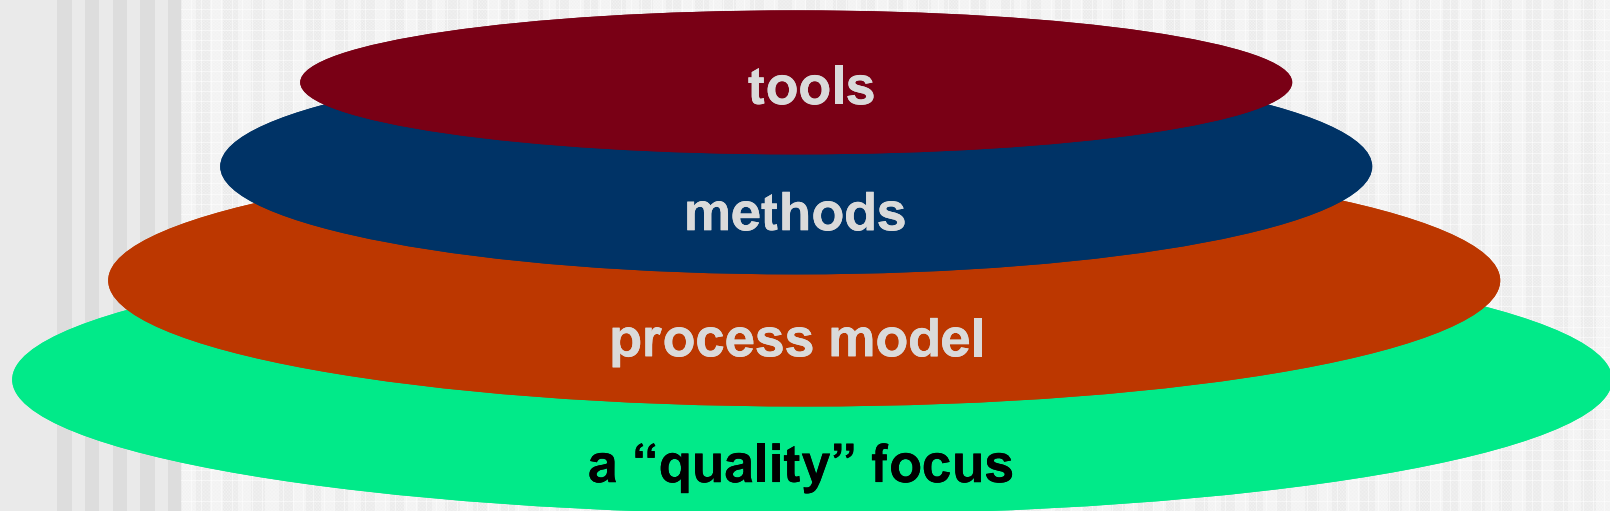 tools
methods
process model
a “quality” focus